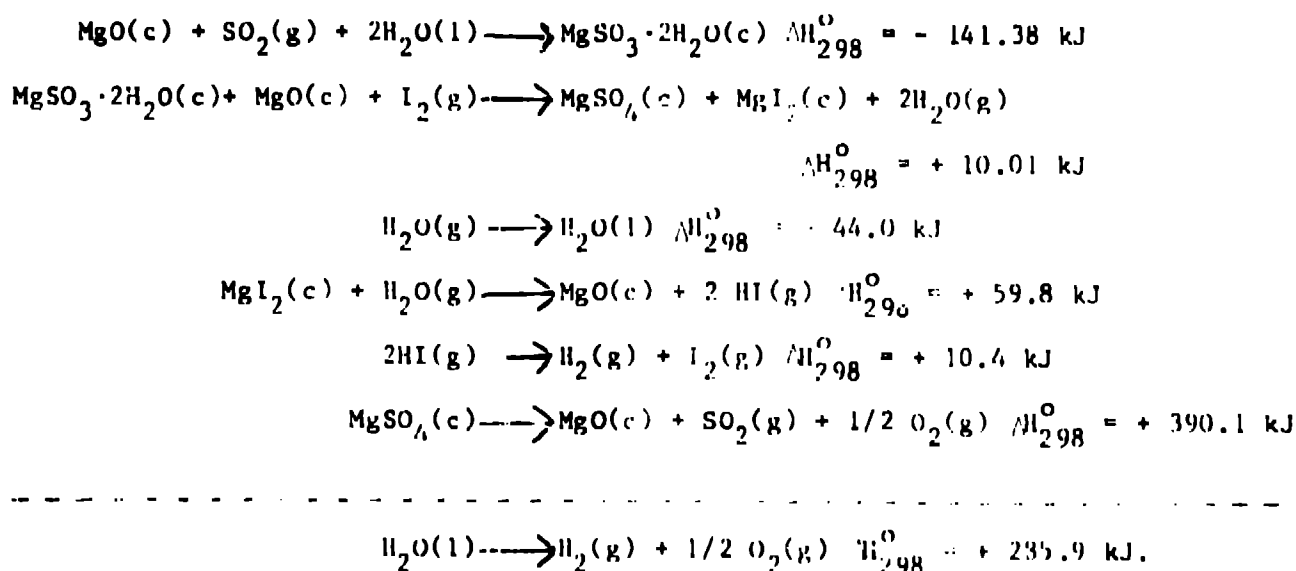 MgO(c) + SO₂(g) + 2H₂O(l) → MgSO₃·2H₂O(c) ΔH°₂₉₈ = - 141.38 kJ
MgSO₃·2H₂O(c)+ MgO(c) + I₂(g) → MgSO₄(c) + MgI₂(c) + 2H₂O(g)
ΔH°₂₉₈ = + 10.01 kJ
H₂O(g) → H₂O(l) ΔH°₂₉₈ = - 44.0 kJ
MgI₂(c) + H₂O(g) → MgO(c) + 2 HI(g) ΔH°₂₉₈ = + 59.8 kJ
2HI(g) → H₂(g) + I₂(g) ΔH°₂₉₈ = + 10.4 kJ
MgSO₄(c) → MgO(c) + SO₂(g) + 1/2 O₂(g) ΔH°₂₉₈ = + 390.1 kJ
H₂O(l) → H₂(g) + 1/2 O₂(g) ΔH°₂₉₈ = + 285.9 kJ.